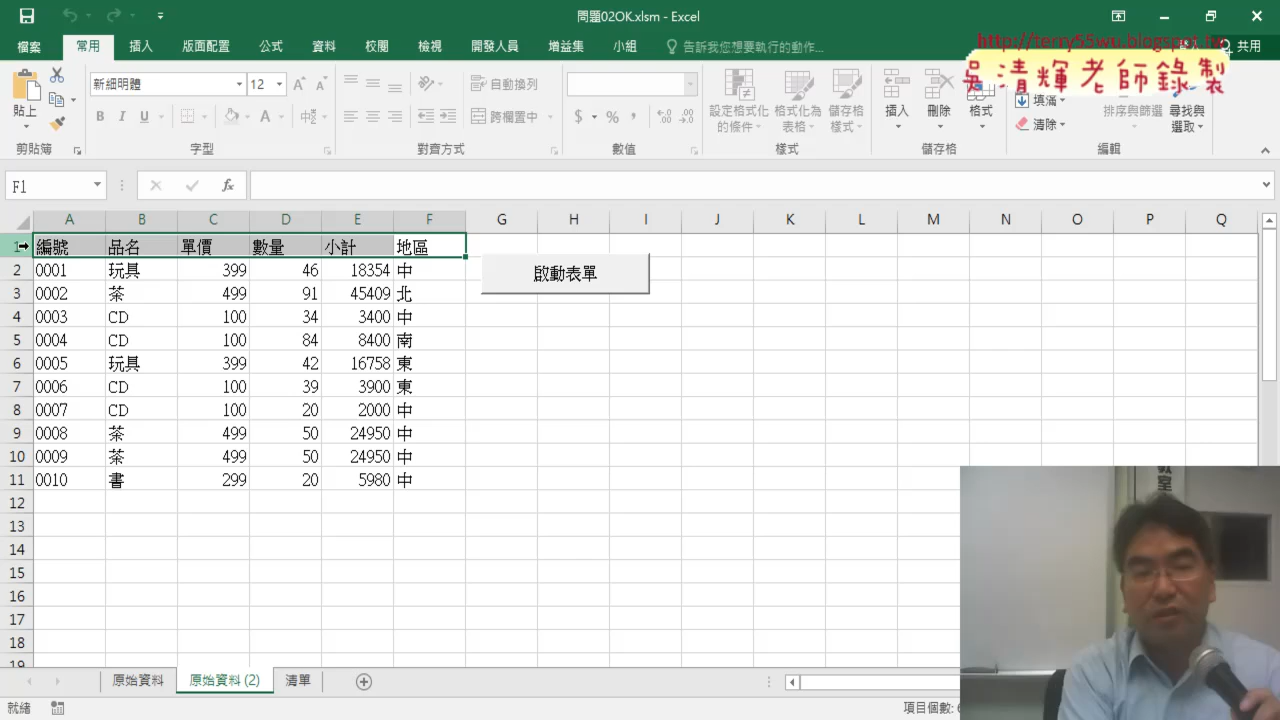 問題02OK.xlsm - Excel
檔案 常用 插入 版面配置 公式 資料 校閱 檢視 開發人員 增益集 小組 告訴我您想要執行的動作... 共用
http://terry55wu.blogspot.tw
吳清輝老師錄製
貼上 新細明體 12 自動換列 設定格式化的條件 格式化為表格 儲存格樣式 插入 刪除 格式 填滿 排序與篩選 尋找與選取
B I U 跨欄置中 $ % 清除
剪貼簿 字型 對齊方式 數值 樣式 儲存格 編輯
F1 fx
A B C D E F G H I J K L M N O P Q
1 編號 品名 單價 數量 小計 地區
2 0001 玩具 399 46 18354 中
啟動表單
3 0002 茶 499 91 45409 北
4 0003 CD 100 34 3400 中
5 0004 CD 100 84 8400 南
6 0005 玩具 399 42 16758 東
7 0006 CD 100 39 3900 東
8 0007 CD 100 20 2000 中
9 0008 茶 499 50 24950 中
10 0009 茶 499 50 24950 中
11 0010 書 299 20 5980 中
12
13
14
15
16
17
18
19
原始資料 原始資料 (2) 清單
就緒 項目個數: